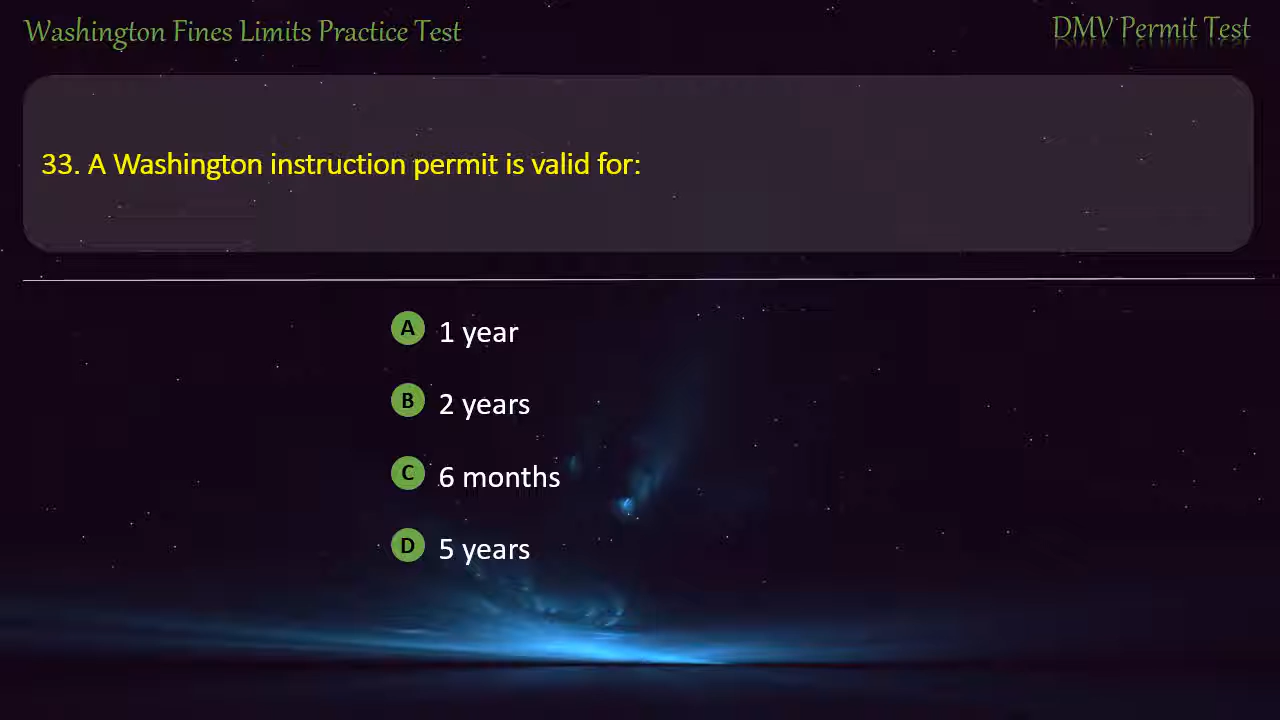 Washington Fines Limits Practice Test
DMV Permit Test
33. A Washington instruction permit is valid for:
A 1 year
B 2 years
C 6 months
D 5 years